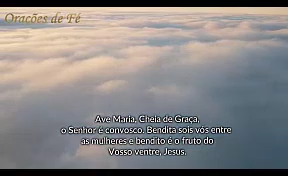 Orações de Fé
Ave Maria, Cheia de Graça,
o Senhor é convosco. Bendita sois vós entre
as mulheres e bendito é o fruto do
Vosso ventre, Jesus.